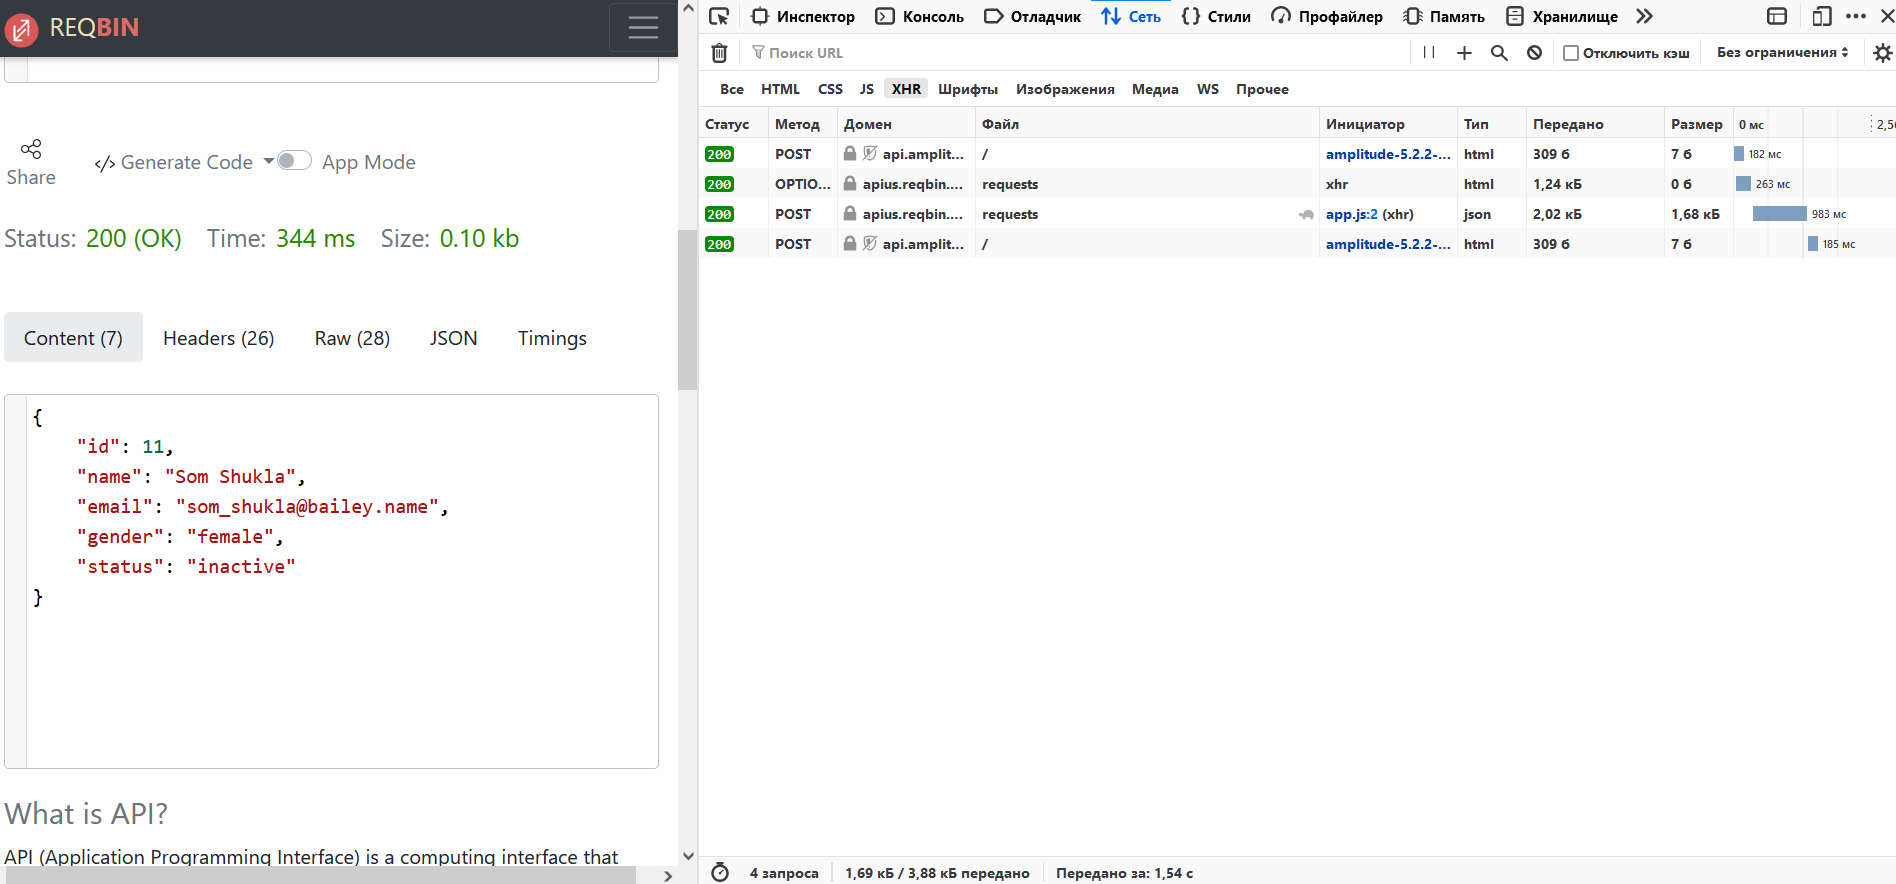 REQBIN
Share
</> Generate Code
App Mode
Status: 200 (OK) Time: 344 ms Size: 0.10 kb
Content (7) Headers (26) Raw (28) JSON Timings
{
"id": 11,
"name": "Som Shukla",
"email": "som_shukla@bailey.name",
"gender": "female",
"status": "inactive"
}
What is API?
API (Application Programming Interface) is a computing interface that
Инспектор Консоль Отладчик Сеть {} Стили Профайлер Память Хранилище
Поиск URL Отключить кэш Без ограничения
Все HTML CSS JS XHR Шрифты Изображения Медиа WS Прочее
Статус Метод Домен Файл Инициатор Тип Передано Размер 0 мс 2,56
200 POST api.amplit... / amplitude-5.2.2-... html 309 б 7 б 182 мс
200 OPTIO... apius.reqbin.... requests xhr html 1,24 кБ 0 б 263 мс
200 POST apius.reqbin.... requests app.js:2 (xhr) json 2,02 кБ 1,68 кБ 983 мс
200 POST api.amplit... / amplitude-5.2.2-... html 309 б 7 б 185 мс
4 запроса 1,69 кБ / 3,88 кБ передано Передано за: 1,54 с